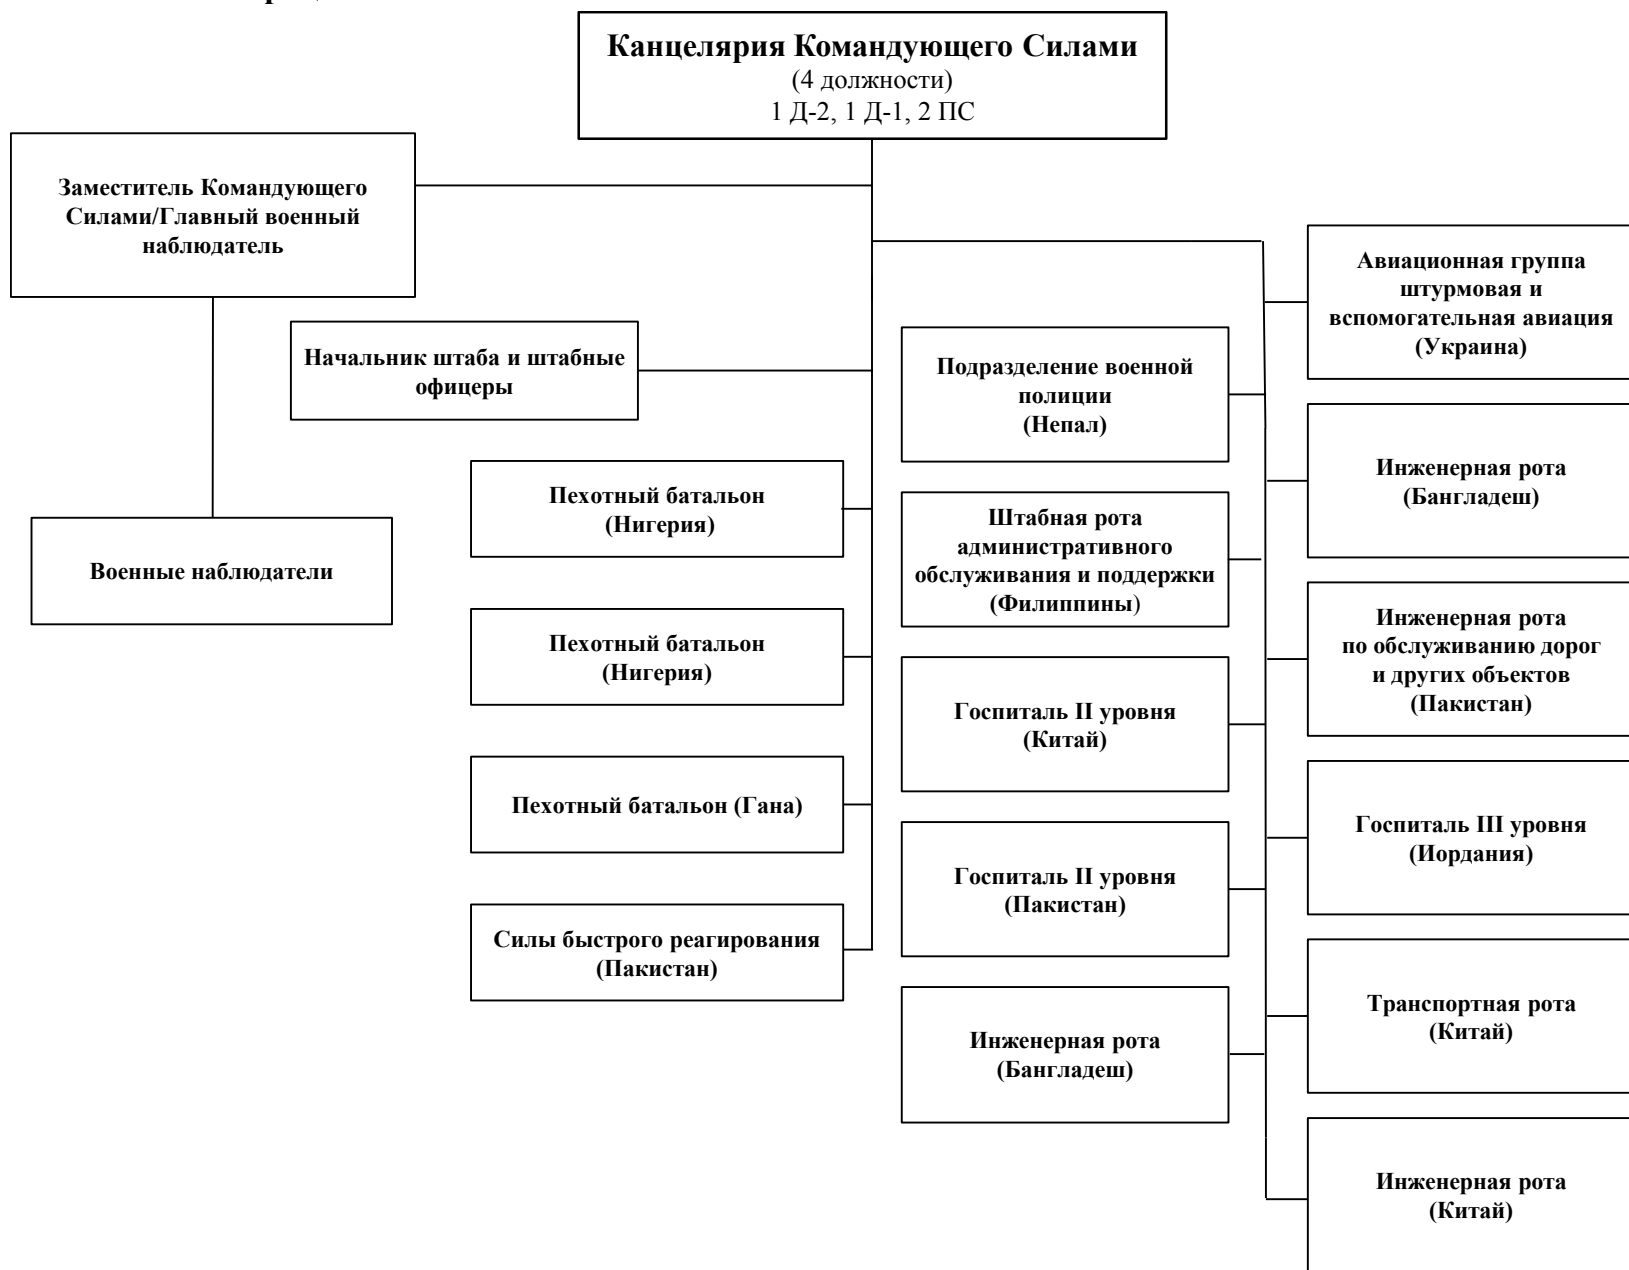 Канцелярия Командующего Силами
(4 должности)
1 Д-2, 1 Д-1, 2 ПС
Заместитель Командующего
Силами/Главный военный
наблюдатель
Начальник штаба и штабные
офицеры
Военные наблюдатели
Пехотный батальон
(Нигерия)
Пехотный батальон
(Нигерия)
Пехотный батальон (Гана)
Силы быстрого реагирования
(Пакистан)
Подразделение военной
полиции
(Непал)
Штабная рота
административного
обслуживания и поддержки
(Филиппины)
Госпиталь II уровня
(Китай)
Госпиталь II уровня
(Пакистан)
Инженерная рота
(Бангладеш)
Авиационная группа
штурмовая и
вспомогательная авиация
(Украина)
Инженерная рота
(Бангладеш)
Инженерная рота
по обслуживанию дорог
и других объектов
(Пакистан)
Госпиталь III уровня
(Иордания)
Транспортная рота
(Китай)
Инженерная рота
(Китай)